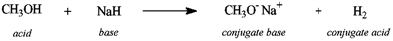 CH₃OH + NaH ⟶ CH₃O⁻ Na⁺ + H₂
acid base conjugate base conjugate acid